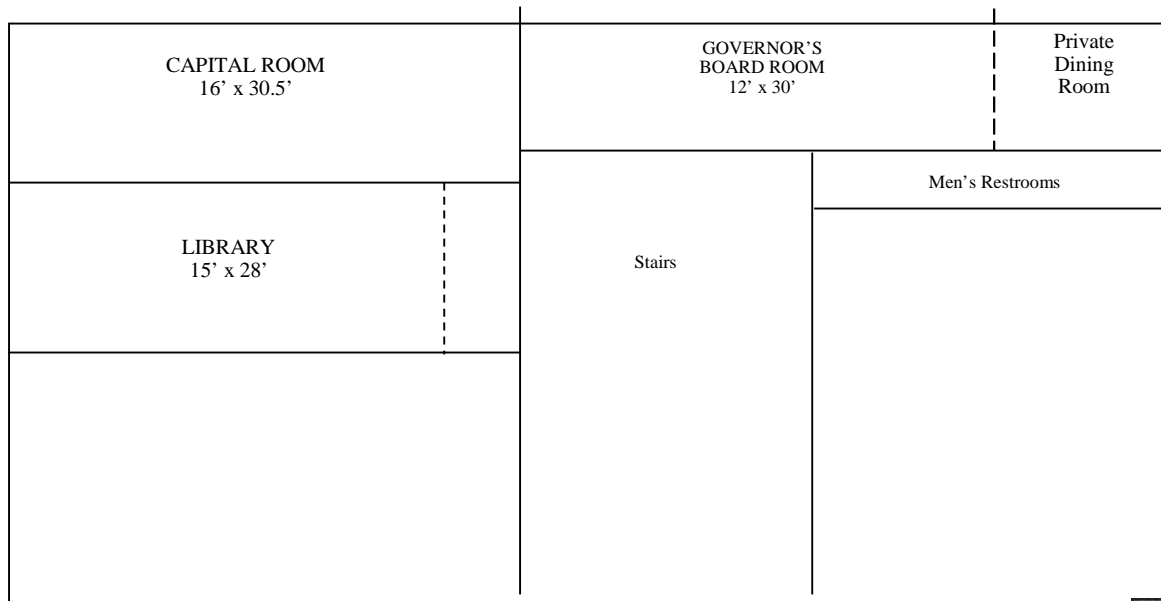 CAPITAL ROOM
16’ x 30.5’
GOVERNOR’S
BOARD ROOM
12’ x 30’
Private
Dining
Room
Men’s Restrooms
LIBRARY
15’ x 28’
Stairs